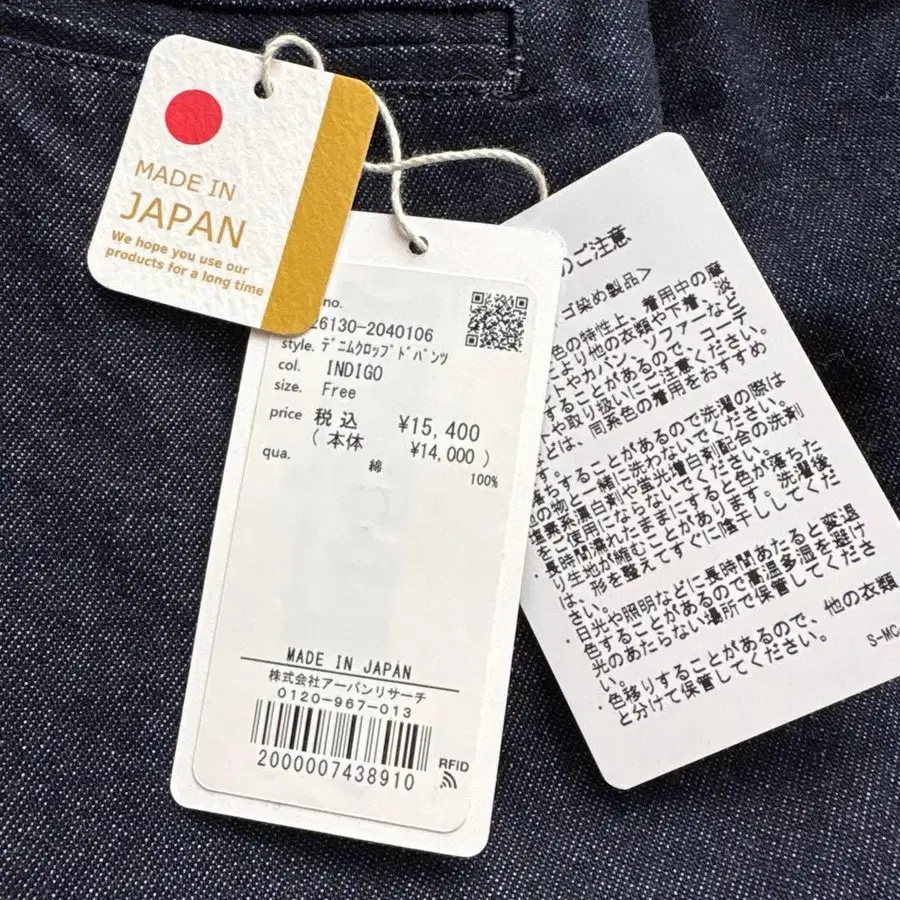 MADE IN
JAPAN
We hope you use our
products for a long time
no.
26130-2040106
style. ﾃﾞﾆﾑｸﾛｯﾌﾟﾄﾞﾊﾟﾝﾂ
col. INDIGO
size. Free
price 税込 ¥15,400
(本体 ¥14,000)
qua. 綿 100%
MADE IN JAPAN
株式会社アーバンリサーチ
0120-967-013
2000007438910
RFID
のご注意
ゴ染め製品>
色の特性上、着用中の摩
より他の衣類や下着、淡
やカバン、ソファーなど
することがあるので、コーデ
や取り扱いにご注意ください。
どは、同系色の着用をおすすめ
落ちすることがあるので洗濯の際は
他の物と一緒に洗わないでください。
塩素系漂白剤や蛍光増白剤配合の洗剤
をご使用にならないでください。
・長時間濡れたままにすると色が落ちた
り生地が縮むことがあります。洗濯後
は形を整えてすぐに陰干ししてくだ
さい。
・日光や照明などに長時間あたると変退
色することがあるので高温多湿を避け
光のあたらない場所で保管してくださ
い。
・色移りすることがあるので、他の衣類
と分けて保管してください。
S-MC-